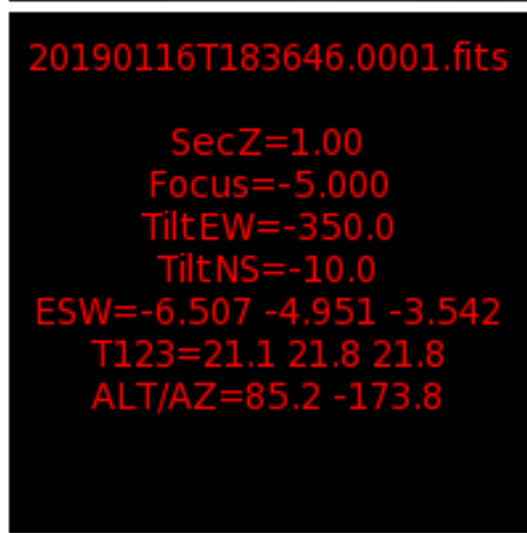 20190116T183646.0001.fits
SecZ=1.00
Focus=-5.000
TiltEW=-350.0
TiltNS=-10.0
ESW=-6.507 -4.951 -3.542
T123=21.1 21.8 21.8
ALT/AZ=85.2 -173.8